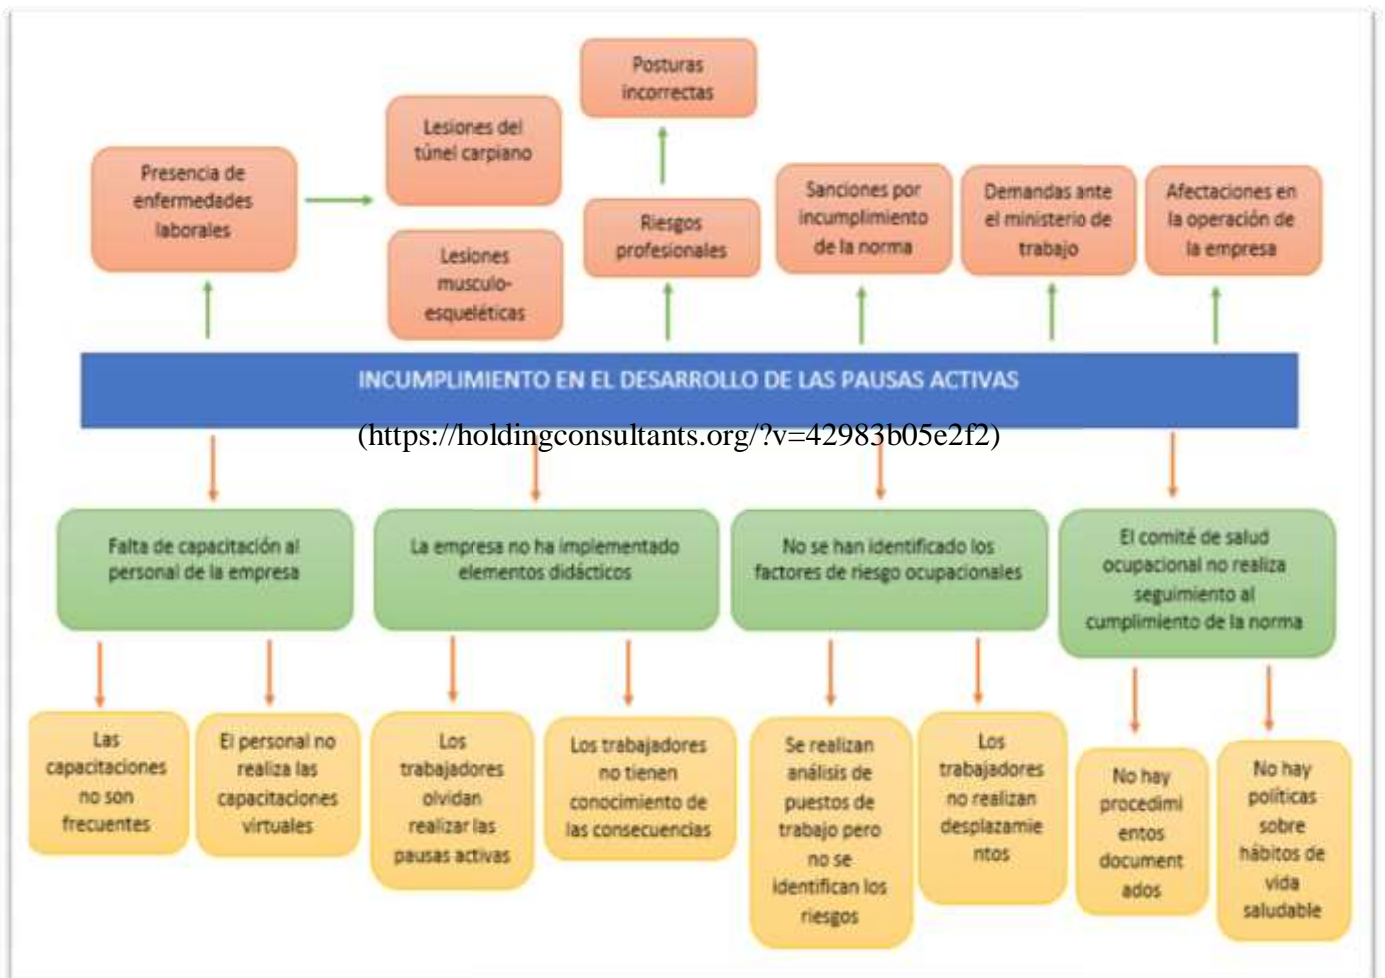 Posturas
incorrectas
Lesiones del
túnel carpiano
Presencia de
enfermedades
laborales
Lesiones
musculo-
esqueléticas
Riesgos
profesionales
Sanciones por
incumplimiento
de la norma
Demandas ante
el ministerio de
trabajo
Afectaciones en
la operación de
la empresa
INCUMPLIMIENTO EN EL DESARROLLO DE LAS PAUSAS ACTIVAS
(https://holdingconsultants.org/?v=42983b05e2f2)
Falta de capacitación al
personal de la empresa
La empresa no ha implementado
elementos didácticos
No se han identificado los
factores de riesgo ocupacionales
El comité de salud
ocupacional no realiza
seguimiento al
cumplimiento de la norma
Las
capacitaciones
no son
frecuentes
El personal no
realiza las
capacitaciones
virtuales
Los
trabajadores
olvidan
realizar las
pausas activas
Los trabajadores
no tienen
conocimiento de
las consecuencias
Se realizan
análisis de
puestos de
trabajo pero
no se
identifican los
riesgos
Los
trabajadores
no realizan
desplazamie
ntos
No hay
procedimi
entos
document
ados
No hay
políticas
sobre
hábitos de
vida
saludable